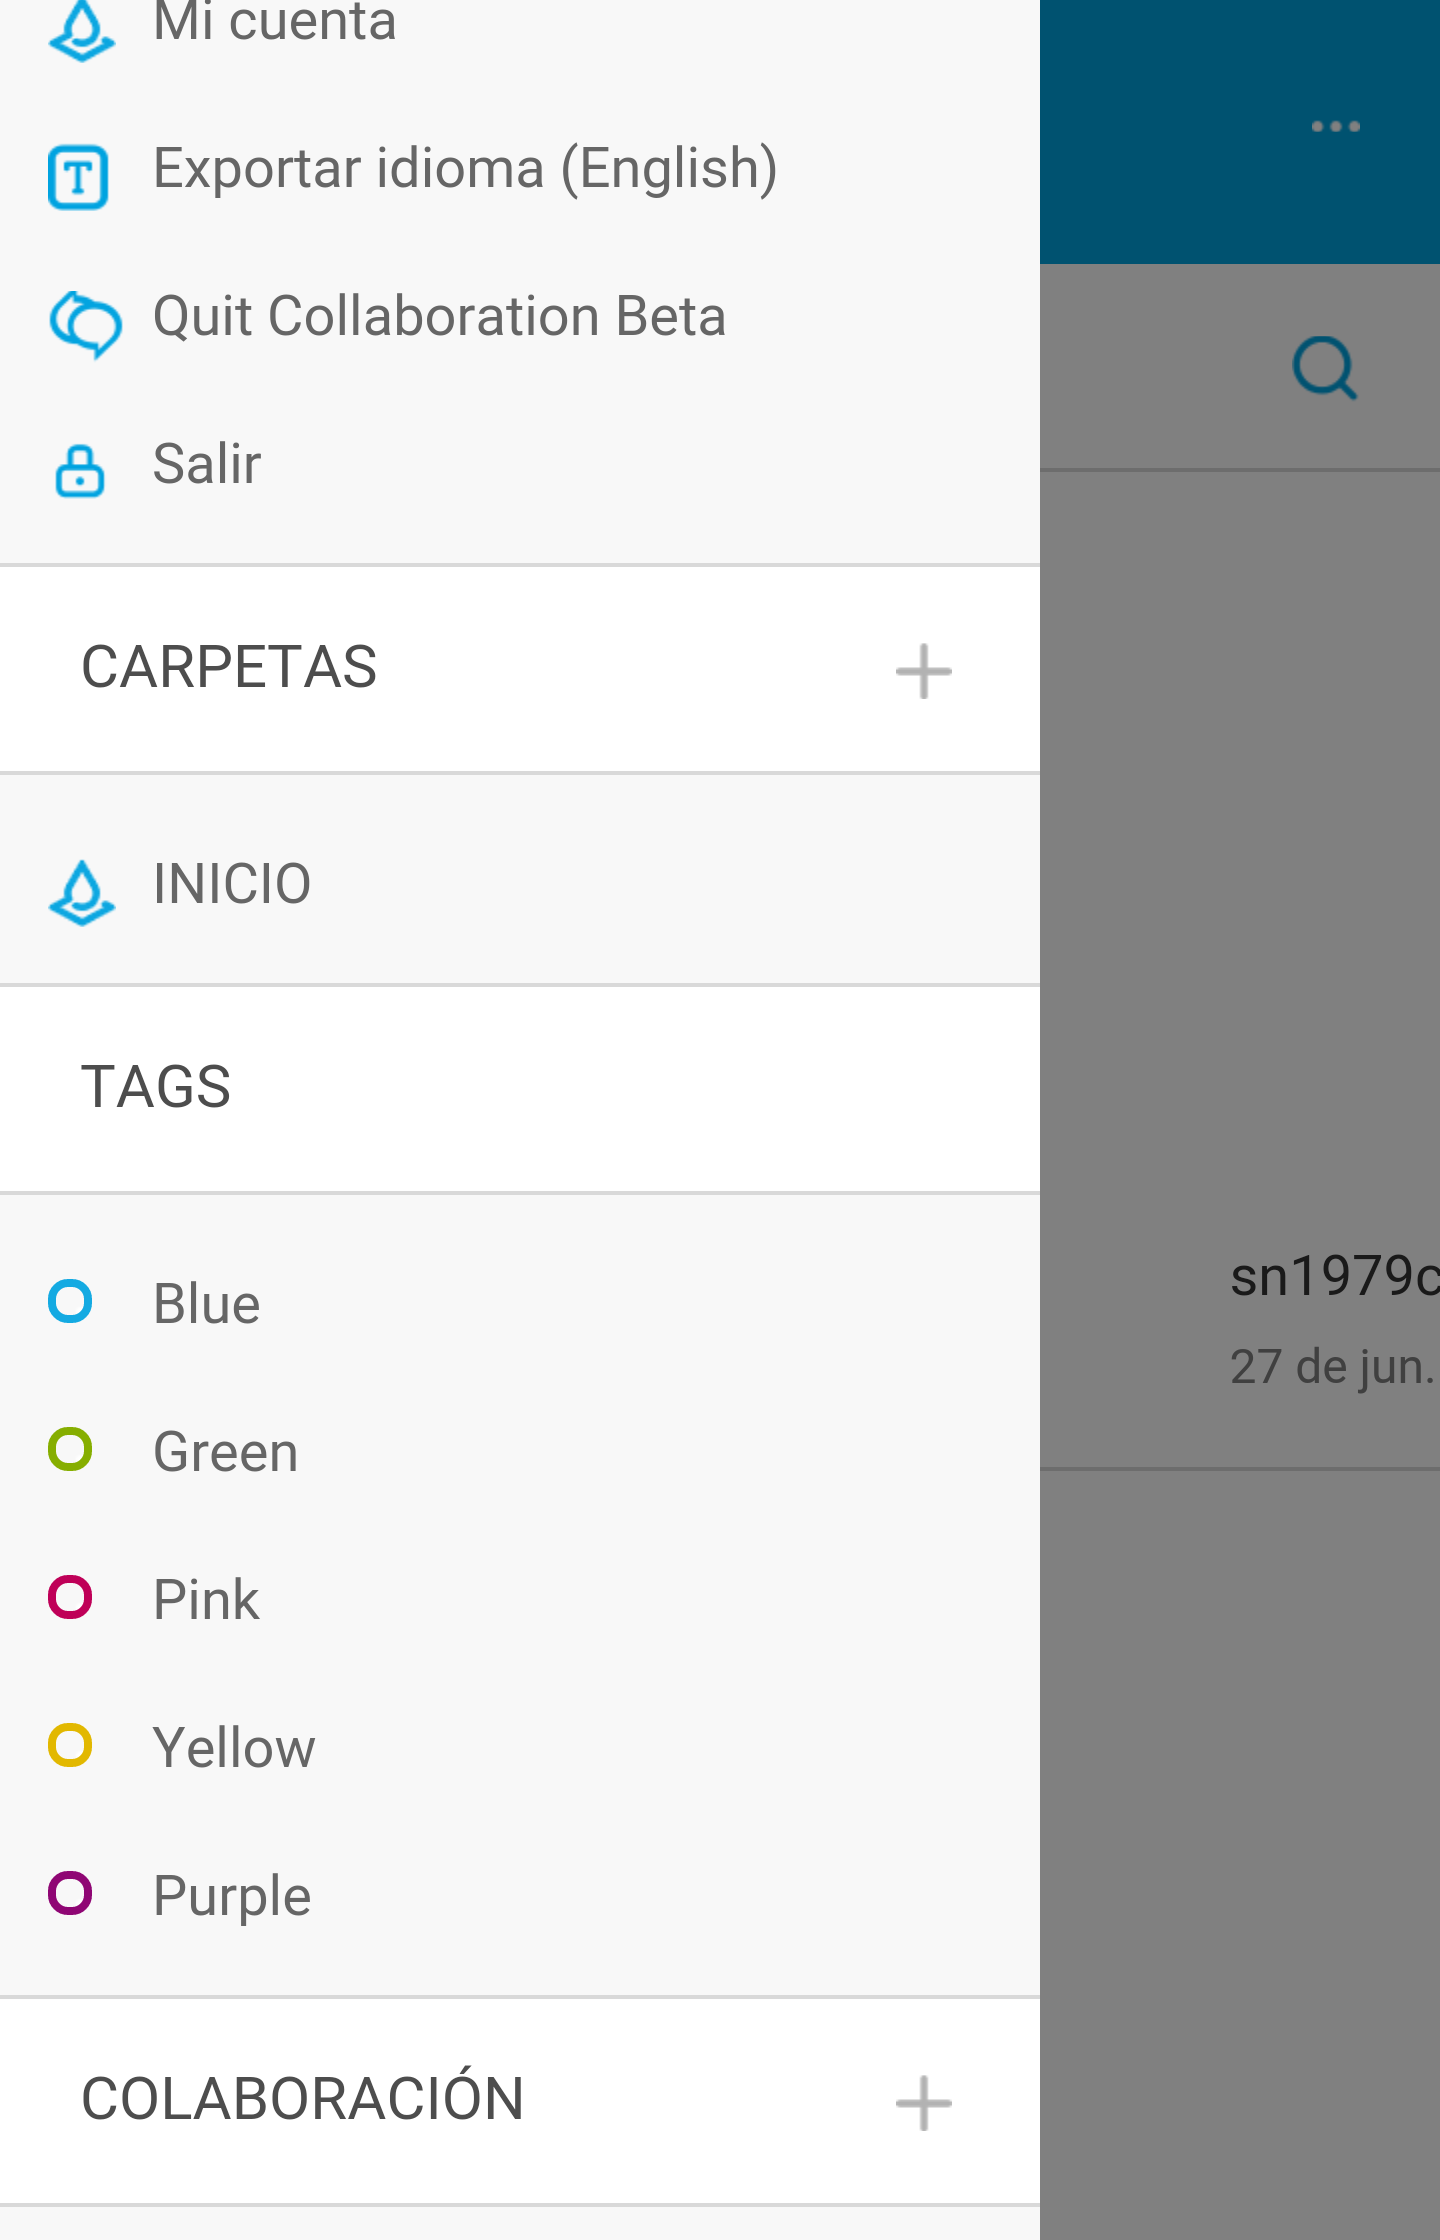 Mi cuenta
Exportar idioma (English)
Quit Collaboration Beta
Salir
CARPETAS
INICIO
TAGS
Blue
Green
Pink
Yellow
Purple
COLABORACIÓN
sn1979c
27 de jun.